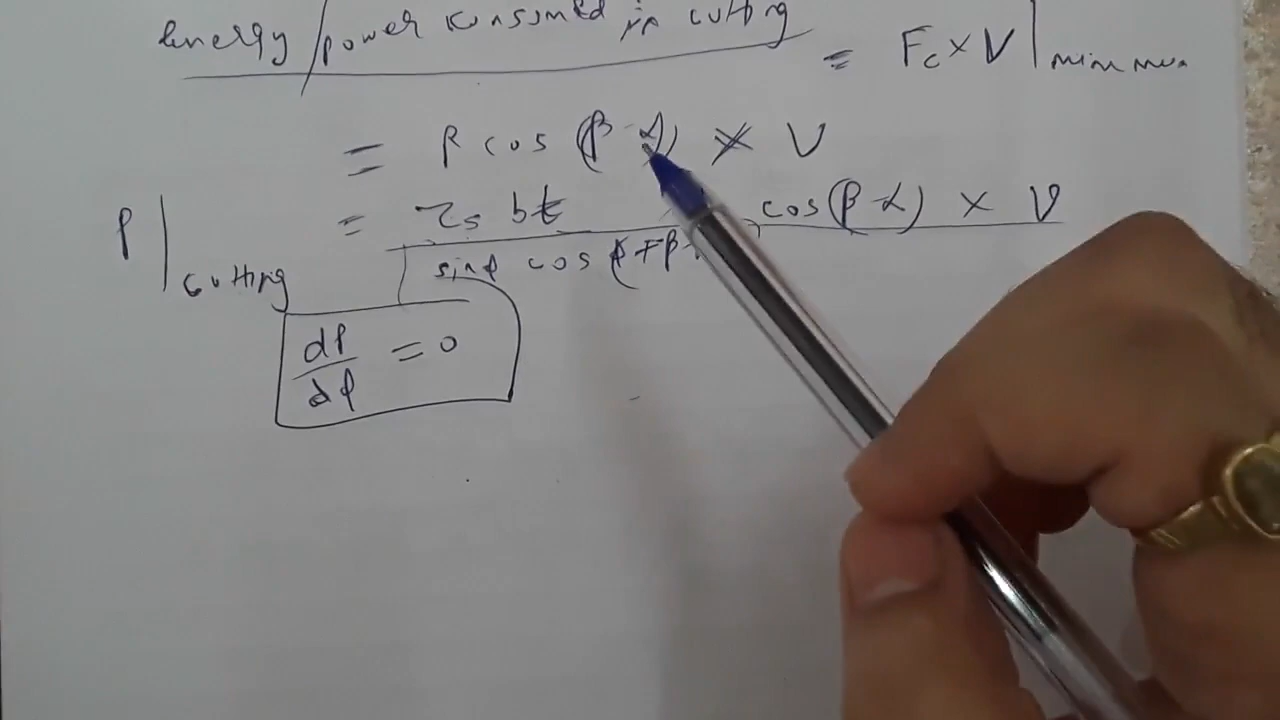 energy/power consumed in cutting = Fc × V | minimum
= R cos (β-α) × V
P | cutting = τs bt cos(β-α) × V
sinφ cos (φ+β-
dP/dφ = 0